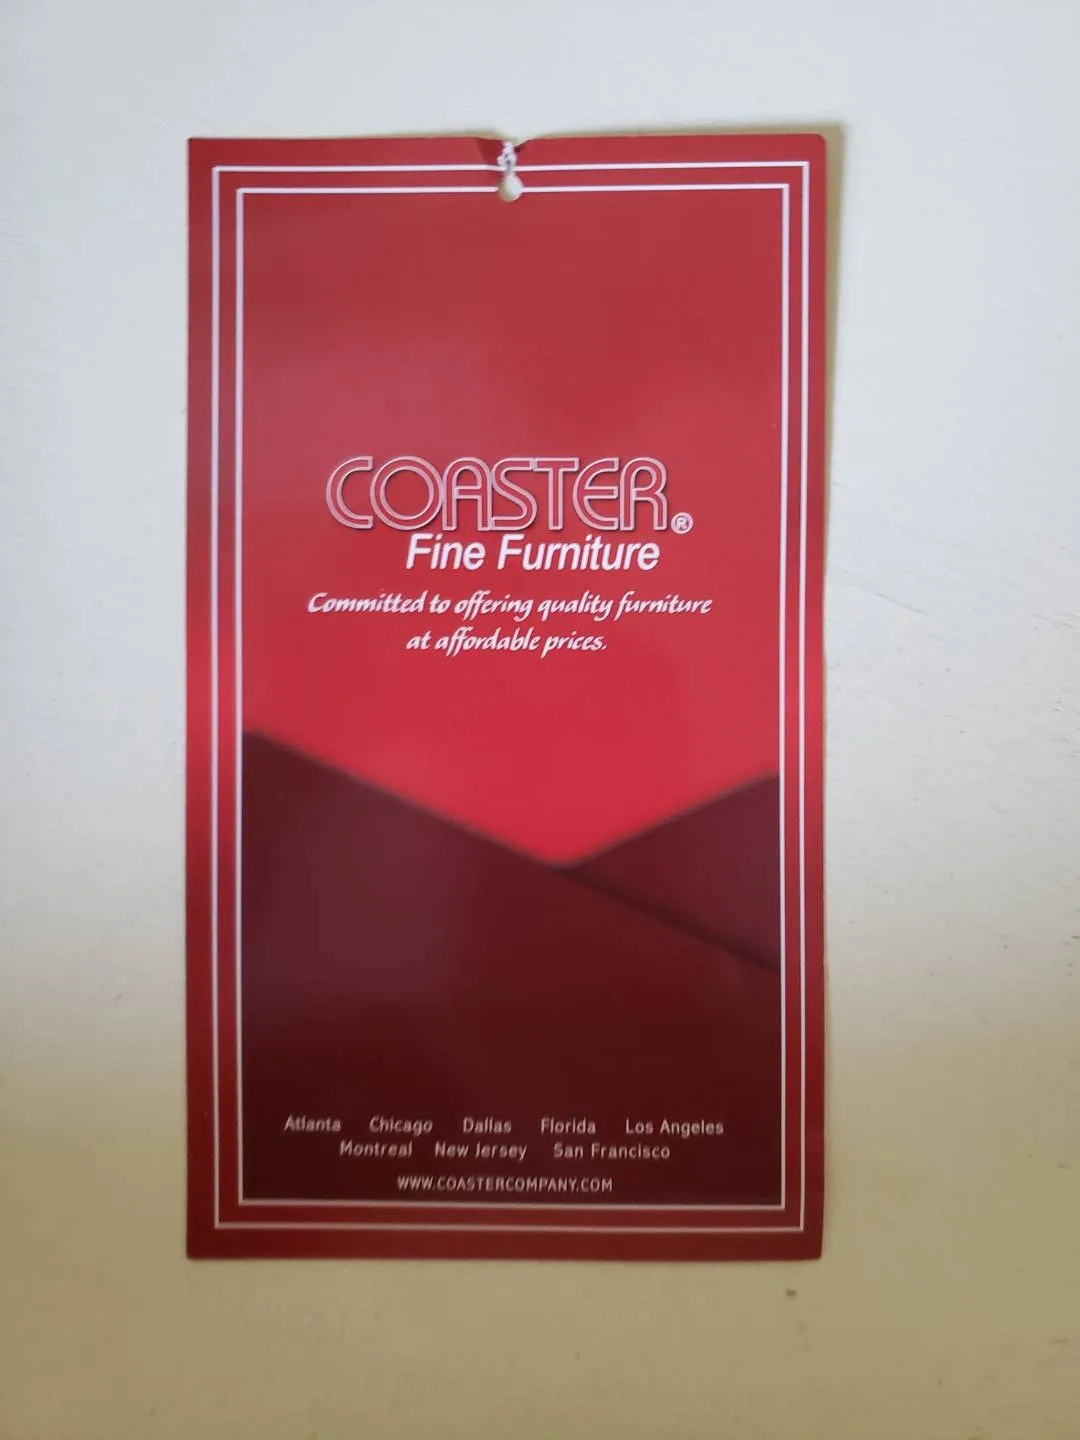 COASTER®
Fine Furniture
Committed to offering quality furniture
at affordable prices.
Atlanta Chicago Dallas Florida Los Angeles
Montreal New Jersey San Francisco
WWW.COASTERCOMPANY.COM